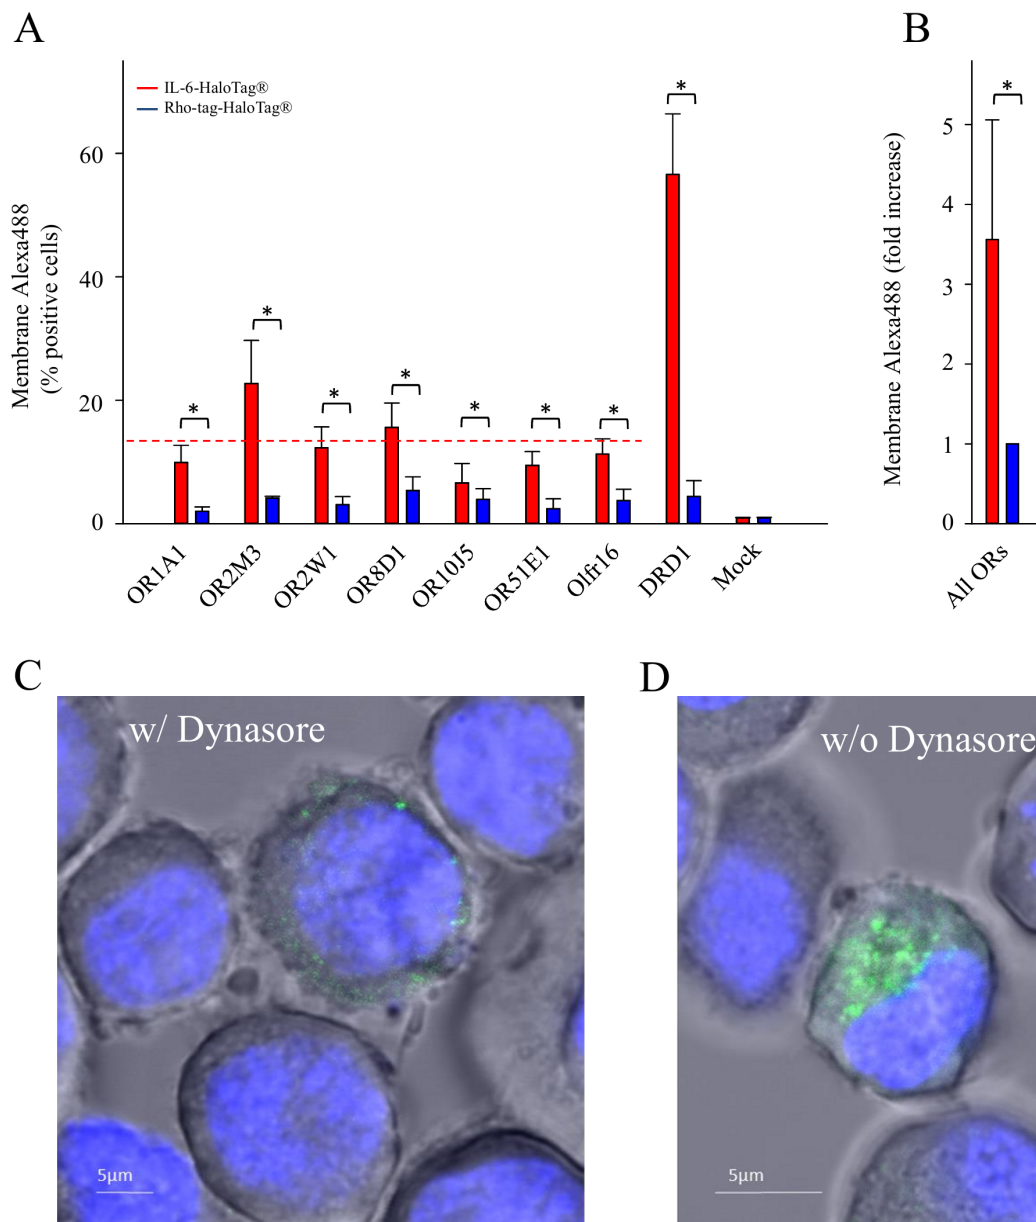 A
B
IL-6-HaloTag®
Rho-tag-HaloTag®
Membrane Alexa488
(% positive cells)
60
40
20
0
*
*
*
*
*
*
*
*
OR1A1
OR2M3
OR2W1
OR8D1
OR10J5
OR51E1
Olfr16
DRD1
Mock
Membrane Alexa488 (fold increase)
5
4
3
2
1
0
*
All ORs
C
D
w/ Dynasore
w/o Dynasore
5µm
5µm